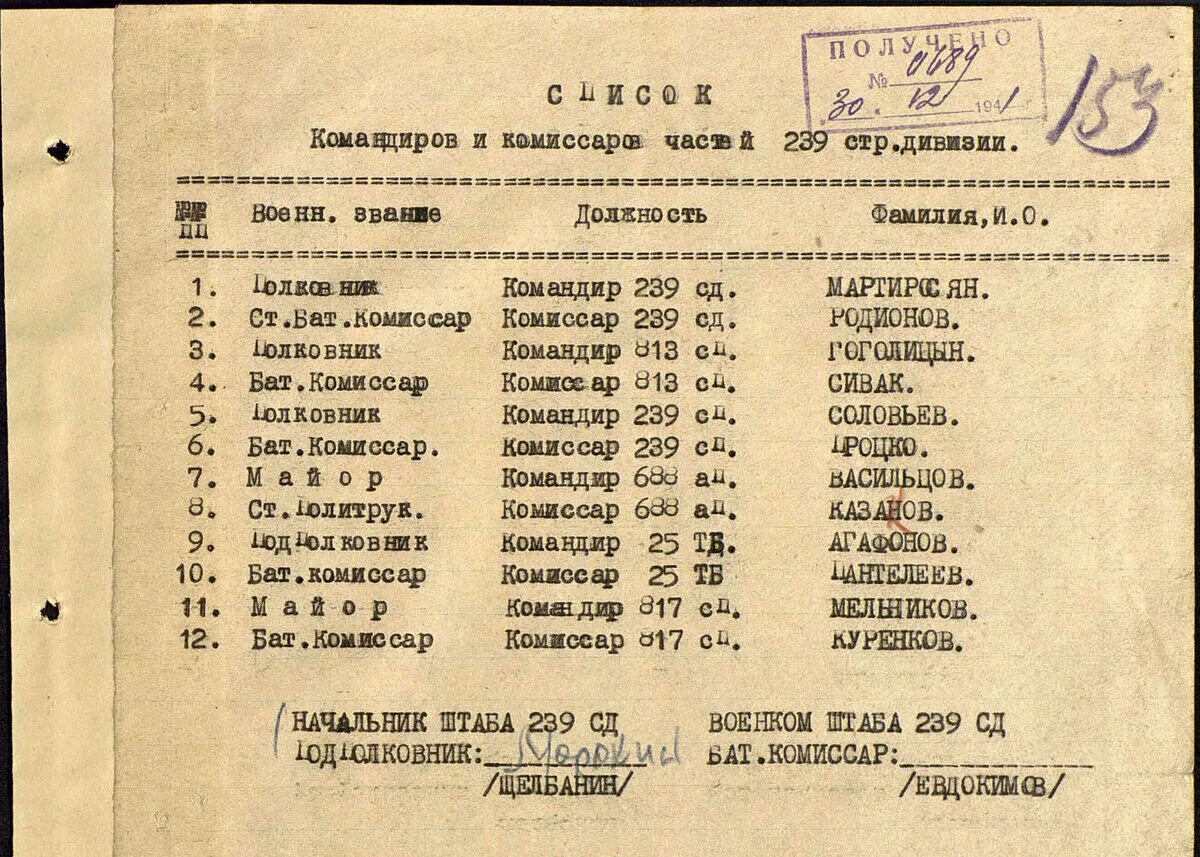 ПОЛУЧЕНО
№ 0689
30. 12 1941 г
153
СПИСОК
Командиров и комиссаров частей 239 стр.дивизии.
№№ Военн. звание Должность Фамилия,И.О.
пп
1. Полковник Командир 239 сд. МАРТИРОСЯН.
2. Ст.Бат.Комиссар Комиссар 239 сд. РОДИОНОВ.
3. Полковник Командир 813 сп. ГОГОЛИЦЫН.
4. Бат.Комиссар Комиссар 813 сп. СИВАК.
5. Полковник Командир 239 сп. СОЛОВЬЕВ.
6. Бат.Комиссар. Комиссар 239 сп. ПРОЦКО.
7. Майор Командир 688 ап. ВАСИЛЬЦОВ.
8. Ст.Политрук. Комиссар 688 ап. КАЗАНОВ.
9. ПодПолковник Командир 25 ТБ. АГАФОНОВ.
10. Бат.комиссар Комиссар 25 ТБ ПАНТЕЛЕЕВ.
11. Майор Командир 817 сп. МЕЛЬНИКОВ.
12. Бат.Комиссар Комиссар 817 сп. КУРЕНКОВ.
НАЧАЛЬНИК ШТАБА 239 СД ВОЕНКОМ ШТАБА 239 СД
ПОДПОЛКОВНИК: БАТ.КОМИССАР:
/ЩЕЛБАНИН/ /ЕВДОКИМОВ/